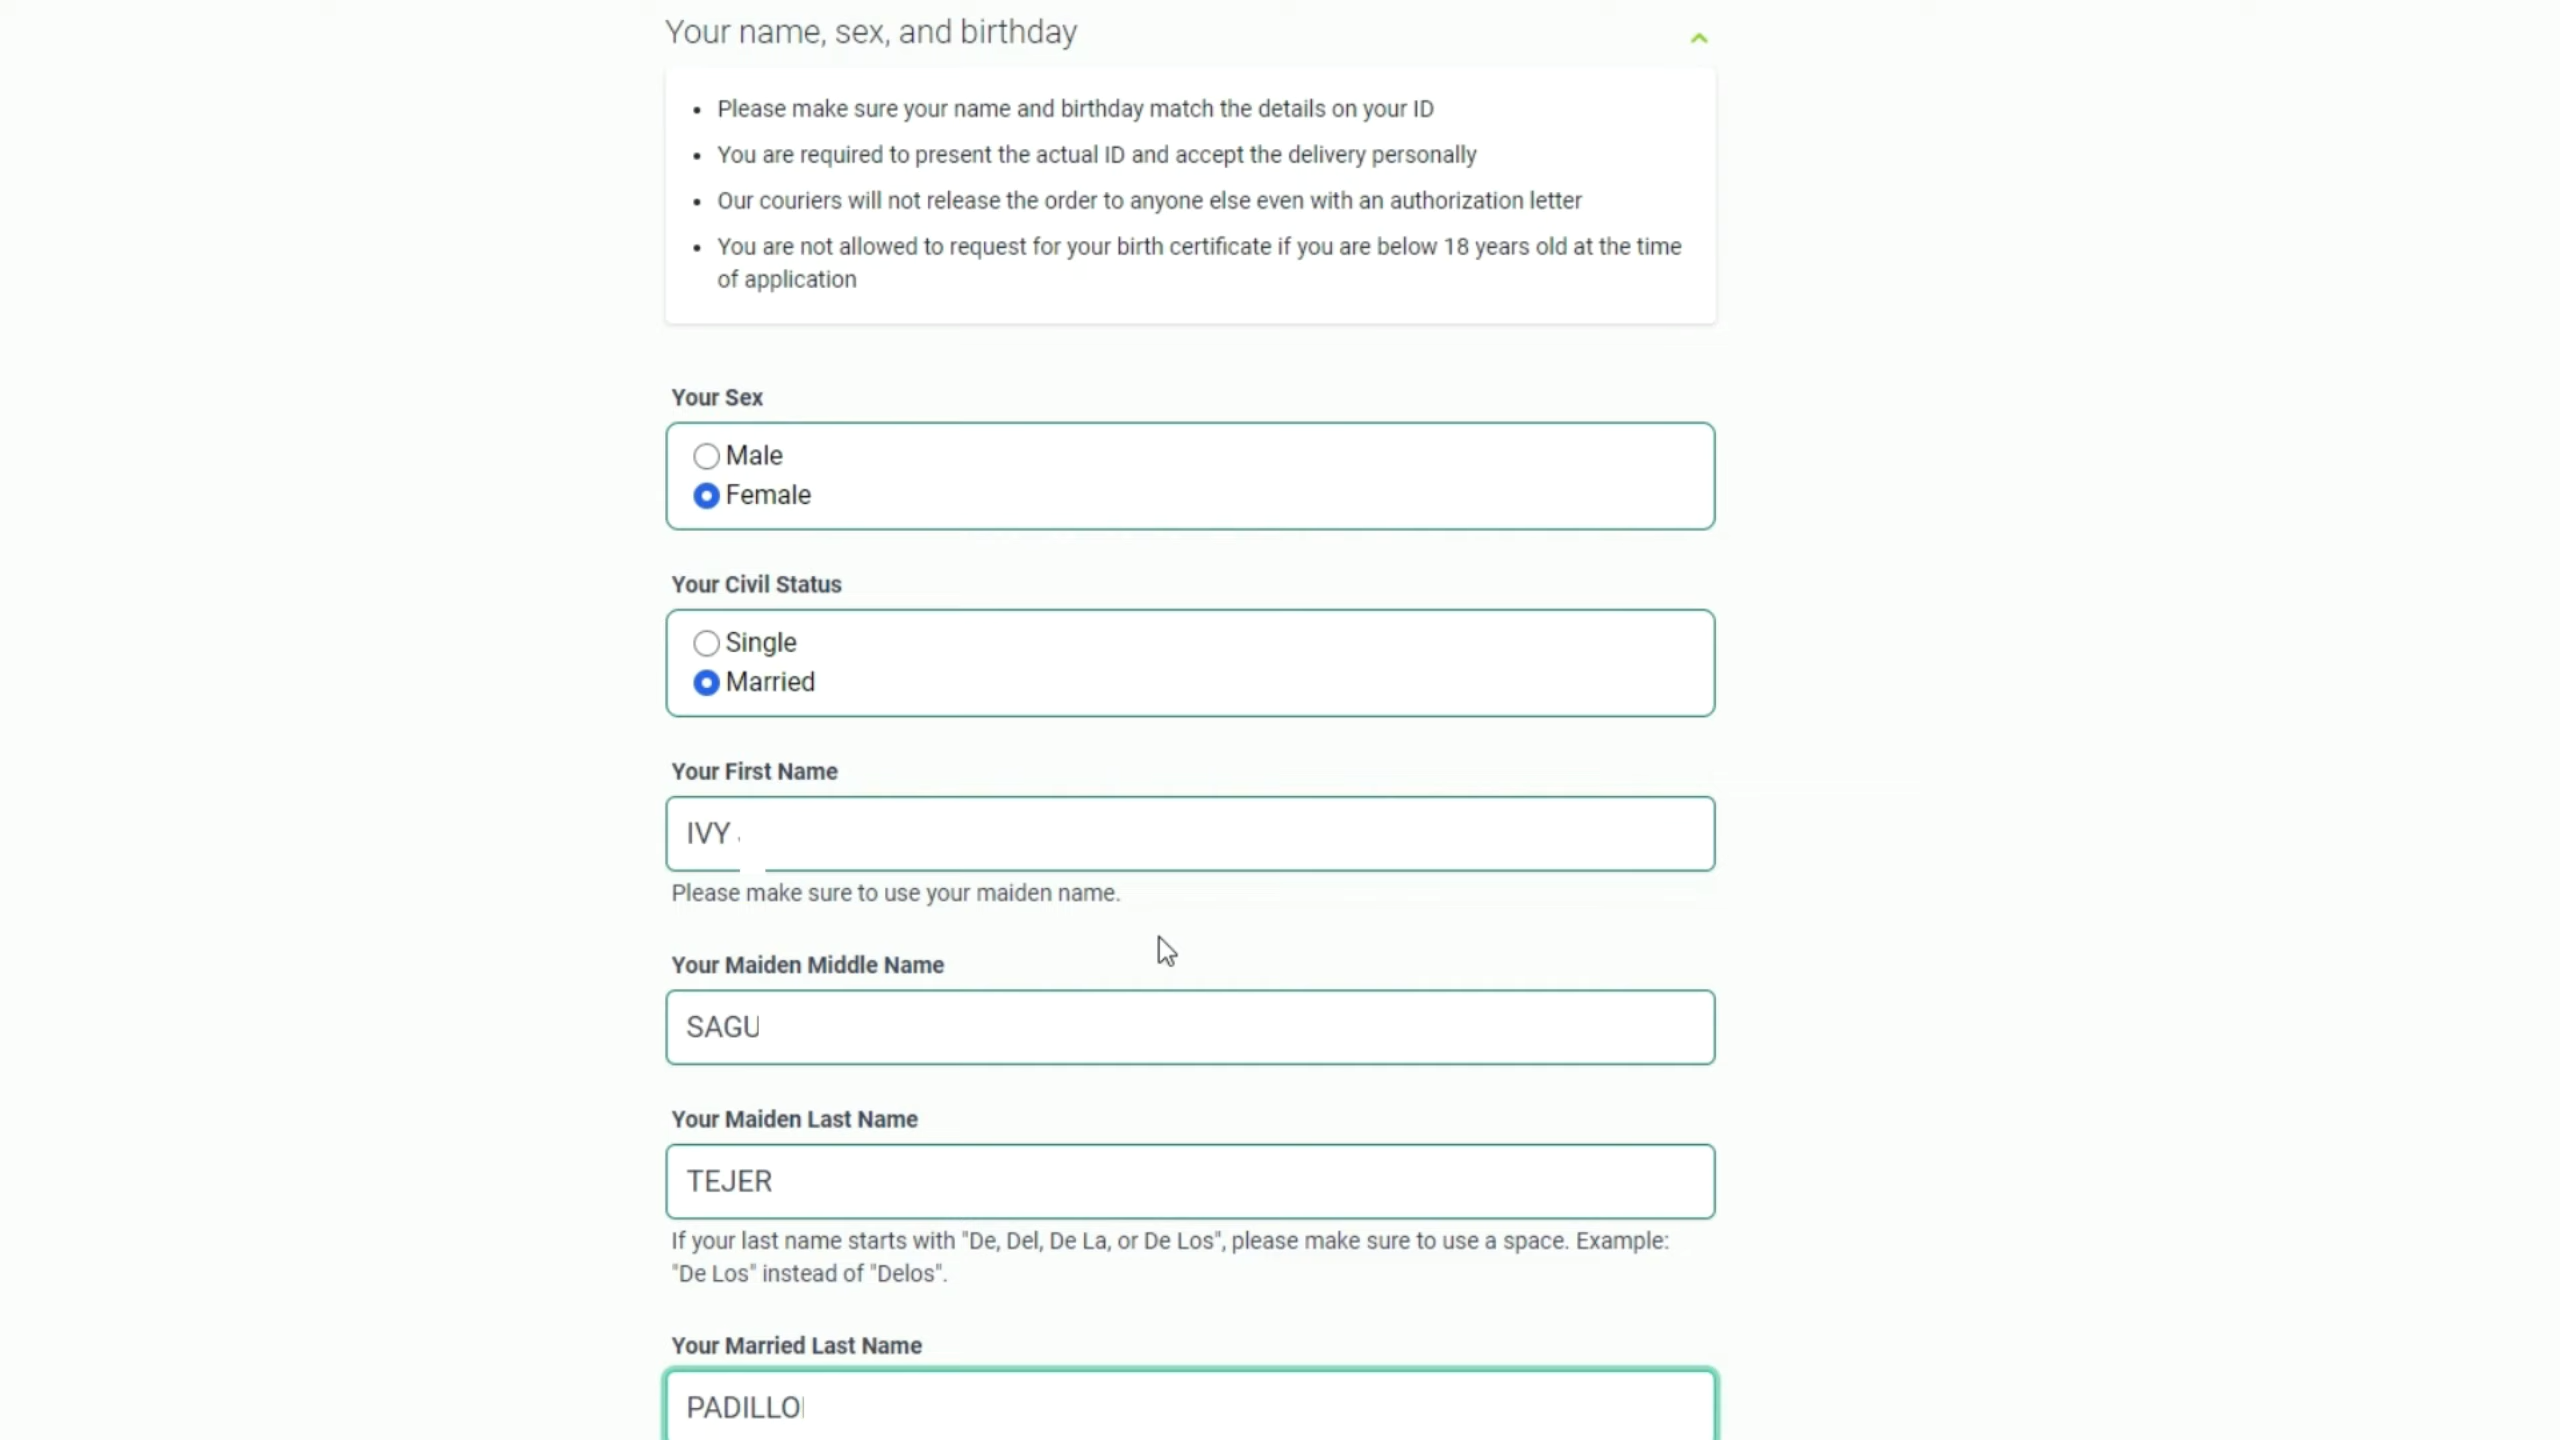 Your name, sex, and birthday
• Please make sure your name and birthday match the details on your ID
• You are required to present the actual ID and accept the delivery personally
• Our couriers will not release the order to anyone else even with an authorization letter
• You are not allowed to request for your birth certificate if you are below 18 years old at the time
of application
Your Sex
Male
Female
Your Civil Status
Single
Married
Your First Name
IVY
Please make sure to use your maiden name.
Your Maiden Middle Name
SAGU
Your Maiden Last Name
TEJER
If your last name starts with "De, Del, De La, or De Los", please make sure to use a space. Example:
"De Los" instead of "Delos".
Your Married Last Name
PADILLO